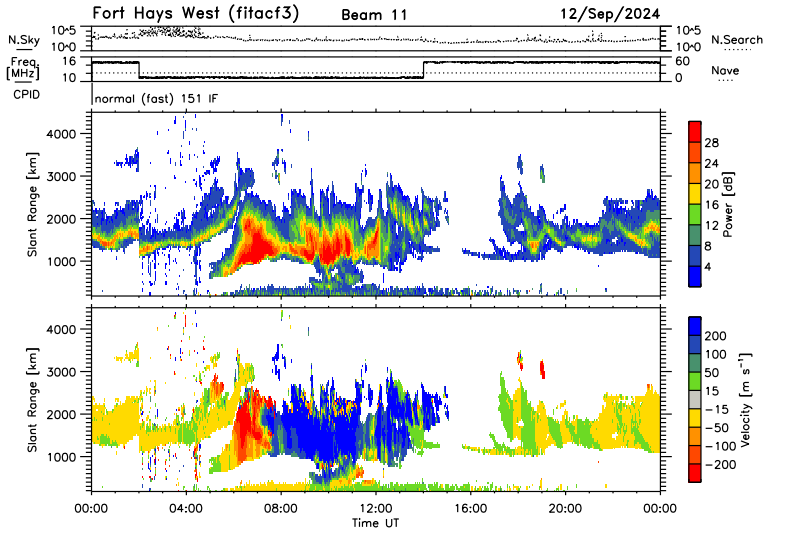 Fort Hays West (fitacf3) Beam 11 12/Sep/2024
N.Sky 10^5 10^0 10^5 10^0 N.Search
Freq. [MHz] 16 10 60 0 Nave
CPID normal (fast) 151 IF
Slant Range [km] 4000 3000 2000 1000
Power [dB] 28 24 20 16 12 8 4
Slant Range [km] 4000 3000 2000 1000
Velocity [m s⁻¹] 200 100 50 15 −15 −50 −100 −200
00:00 04:00 08:00 12:00 16:00 20:00 00:00
Time UT